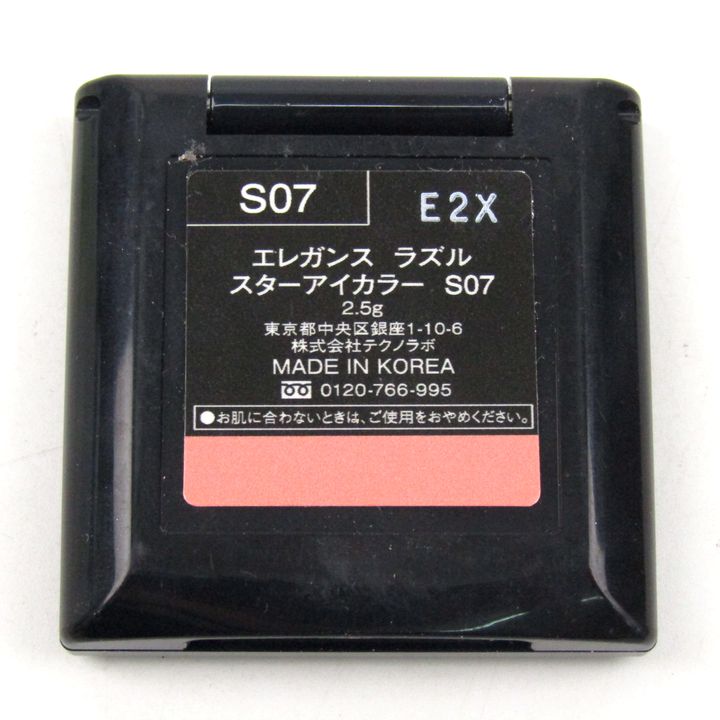 S07 E2X
エレガンス ラズル
スターアイカラー S07
2.5g
東京都中央区銀座1-10-6
株式会社テクノラボ
MADE IN KOREA
0120-766-995
●お肌に合わないときは、ご使用をおやめください。